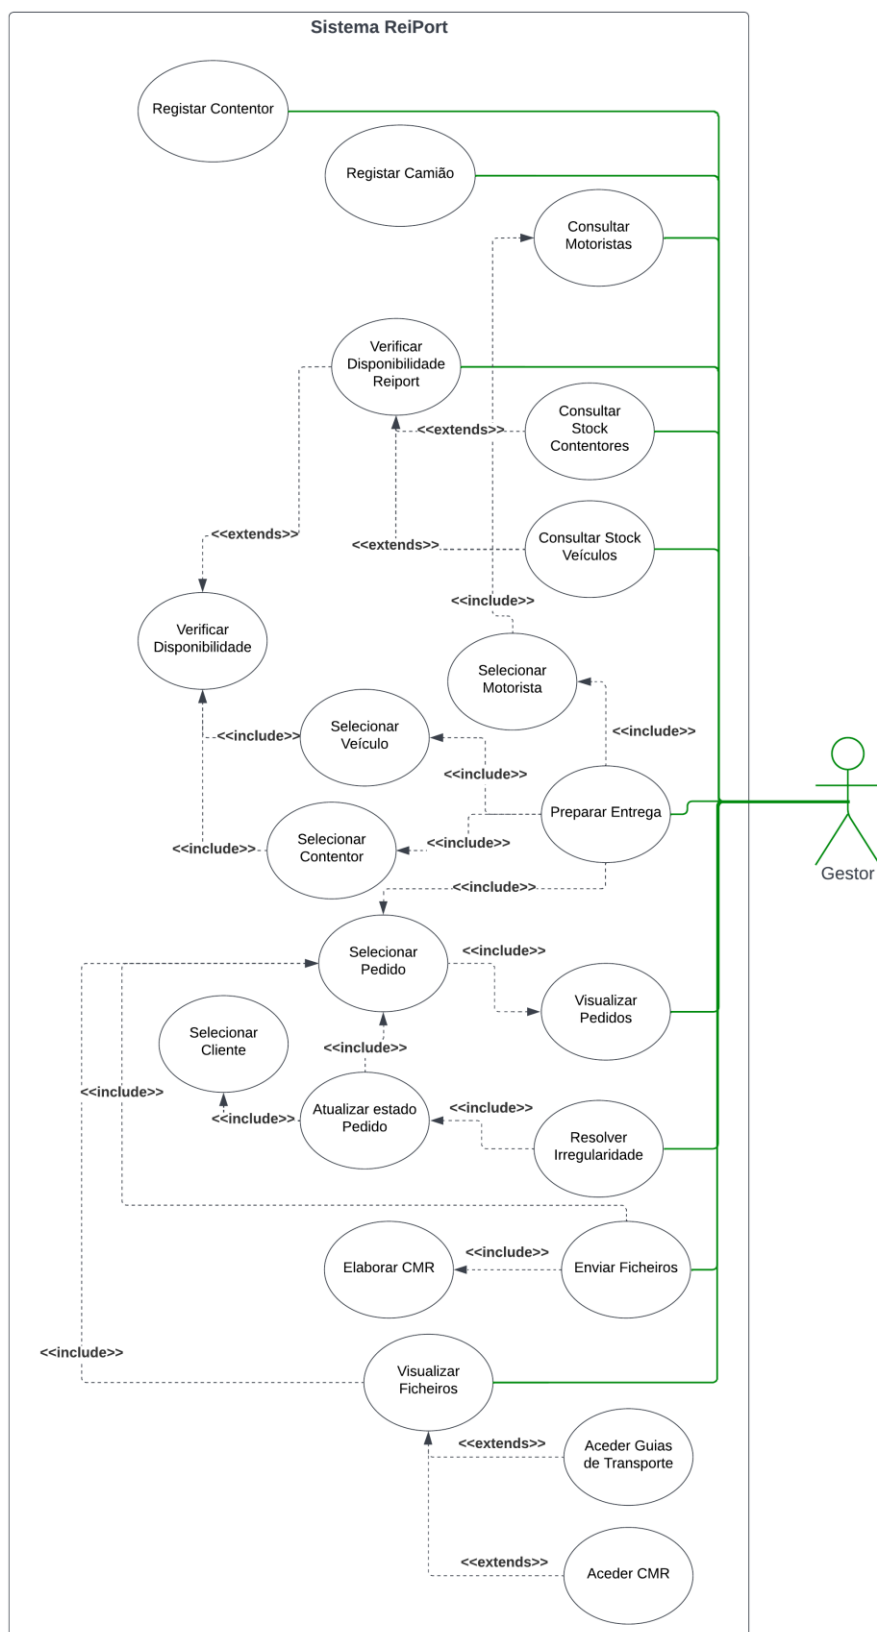 Sistema ReiPort
Registar Contentor
Registar Camião
Consultar
Motoristas
Verificar
Disponibilidade
Reiport
Consultar
Stock
Contentores
<<extends>>
<<extends>>
Consultar Stock
Veículos
<<extends>>
<<include>>
Verificar
Disponibilidade
Selecionar
Motorista
Selecionar
Veículo
<<include>>
<<include>>
<<include>>
Preparar Entrega
Gestor
Selecionar
Contentor
<<include>>
<<include>>
<<include>>
Selecionar
Pedido
<<include>>
Visualizar
Pedidos
Selecionar
Cliente
<<include>>
<<include>>
Atualizar estado
Pedido
<<include>>
<<include>>
Resolver
Irregularidade
Elaborar CMR
<<include>>
Enviar Ficheiros
<<include>>
Visualizar
Ficheiros
<<extends>>
Aceder Guias
de Transporte
<<extends>>
Aceder CMR